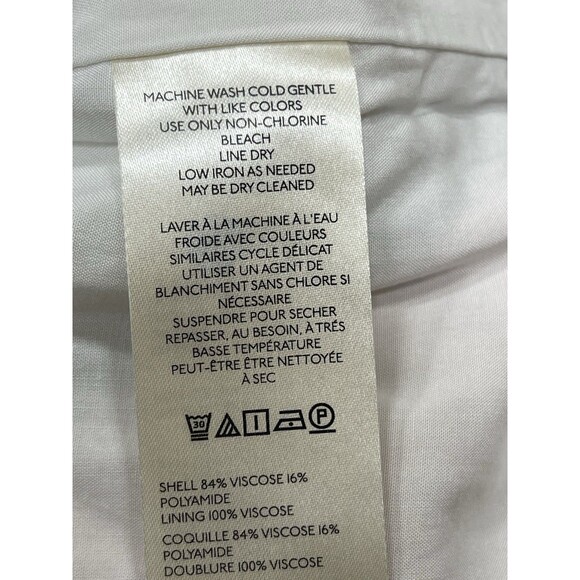 MACHINE WASH COLD GENTLE
WITH LIKE COLORS
USE ONLY NON-CHLORINE
BLEACH
LINE DRY
LOW IRON AS NEEDED
MAY BE DRY CLEANED
LAVER À LA MACHINE À L'EAU
FROIDE AVEC COULEURS
SIMILAIRES CYCLE DÉLICAT
UTILISER UN AGENT DE
BLANCHIMENT SANS CHLORE SI
NÉCESSAIRE
SUSPENDRE POUR SECHER
REPASSER, AU BESOIN, À TRÉS
BASSE TEMPÉRATURE
PEUT-ÊTRE ÊTRE NETTOYÉE
À SEC
30 P
SHELL 84% VISCOSE 16%
POLYAMIDE
LINING 100% VISCOSE
COQUILLE 84% VISCOSE 16%
POLYAMIDE
DOUBLURE 100% VISCOSE